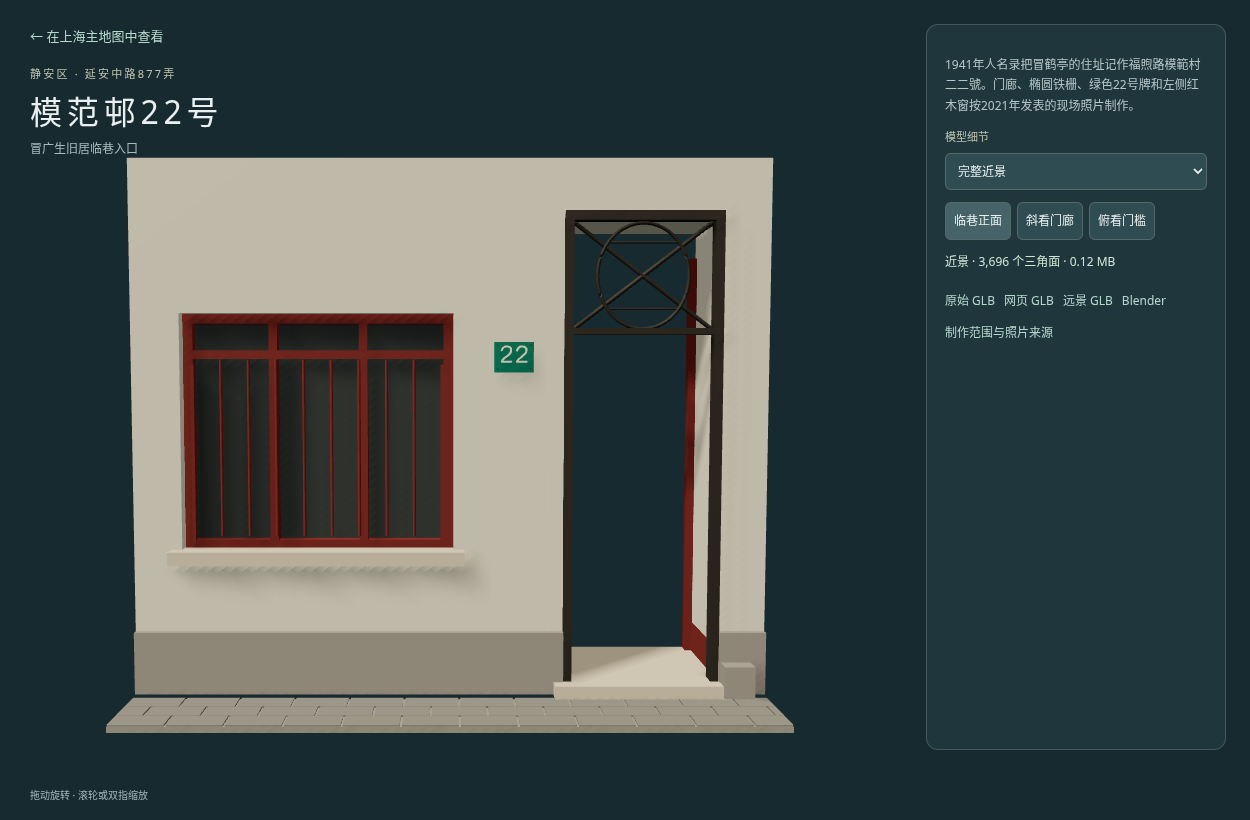 ← 在上海主地图中查看
静安区 · 延安中路877弄
模范邨22号
冒广生旧居临巷入口
22
拖动旋转 · 滚轮或双指缩放
1941年人名录把冒鹤亭的住址记作福煦路模範村
二二號。门廊、椭圆铁栅、绿色22号牌和左侧红
木窗按2021年发表的现场照片制作。
模型细节
完整近景
临巷正面 斜看门廊 俯看门槛
近景 · 3,696 个三角面 · 0.12 MB
原始 GLB 网页 GLB 远景 GLB Blender
制作范围与照片来源